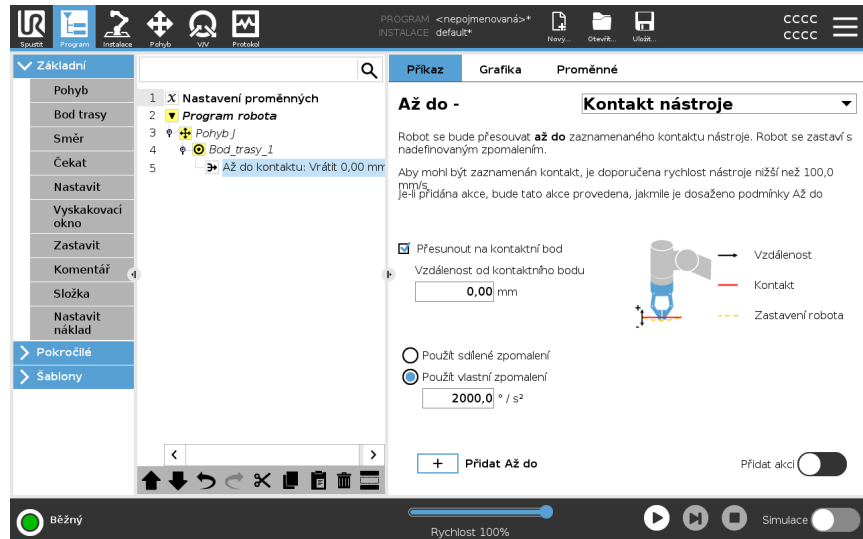 UR
PROGRAM <nepojmenovaná>*
INSTALACE default*
Spustit
Program
Instalace
Pohyb
V/V
Protokol
Nový...
Otevřít...
Uložit...
CCCC
CCCC
Základní
Pohyb
Bod trasy
Směr
Čekat
Nastavit
Vyskakovací
okno
Zastavit
Komentář
Složka
Nastavit
náklad
Pokročilé
Šablony
1 X Nastavení proměnných
2 Program robota
3 Pohyb J
4 Bod_trasy_1
5 Až do kontaktu: Vrátit 0,00 mm
Příkaz
Grafika
Proměnné
Až do -
Kontakt nástroje
Robot se bude přesouvat až do zaznamenaného kontaktu nástroje. Robot se zastaví s
nadefinovaným zpomalením.
Aby mohl být zaznamenán kontakt, je doporučena rychlost nástroje nižší než 100,0
mm/s
Je-li přidána akce, bude tato akce provedena, jakmile je dosaženo podmínky Až do
Přesunout na kontaktní bod
Vzdálenost od kontaktního bodu
0,00 mm
+
-
Vzdálenost
Kontakt
Zastavení robota
Použít sdílené zpomalení
Použít vlastní zpomalení
2000,0 ° / s²
+ Přidat Až do
Přidat akci
Běžný
Rychlost 100%
Simulace